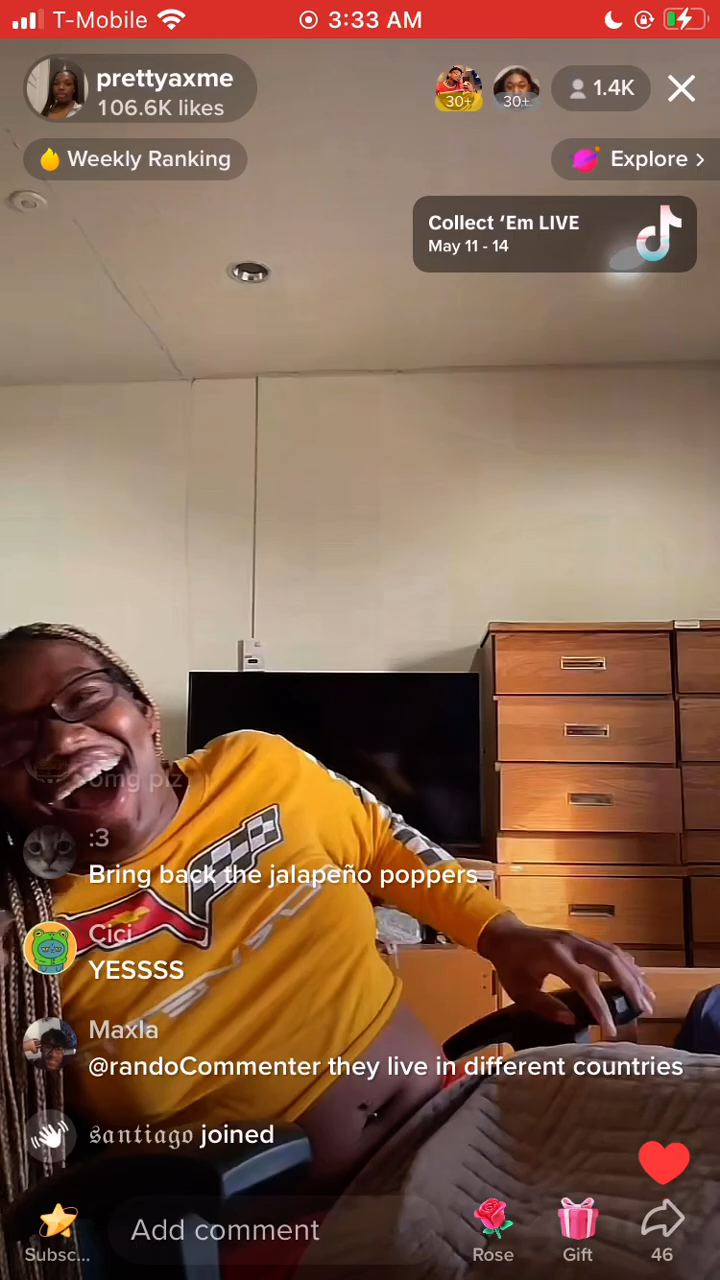 T-Mobile
3:33 AM
prettyaxme
106.6K likes
30+
30+
1.4K
Weekly Ranking
Explore >
Collect ‘Em LIVE
May 11 - 14
omg plz
:3
Bring back the jalapeño poppers
Cici
YESSSS
Maxla
@randoCommenter they live in different countries
𝔰𝔞𝔫𝔱𝔦𝔞𝔤𝔬 joined
Add comment
Subsc...
Rose
Gift
46